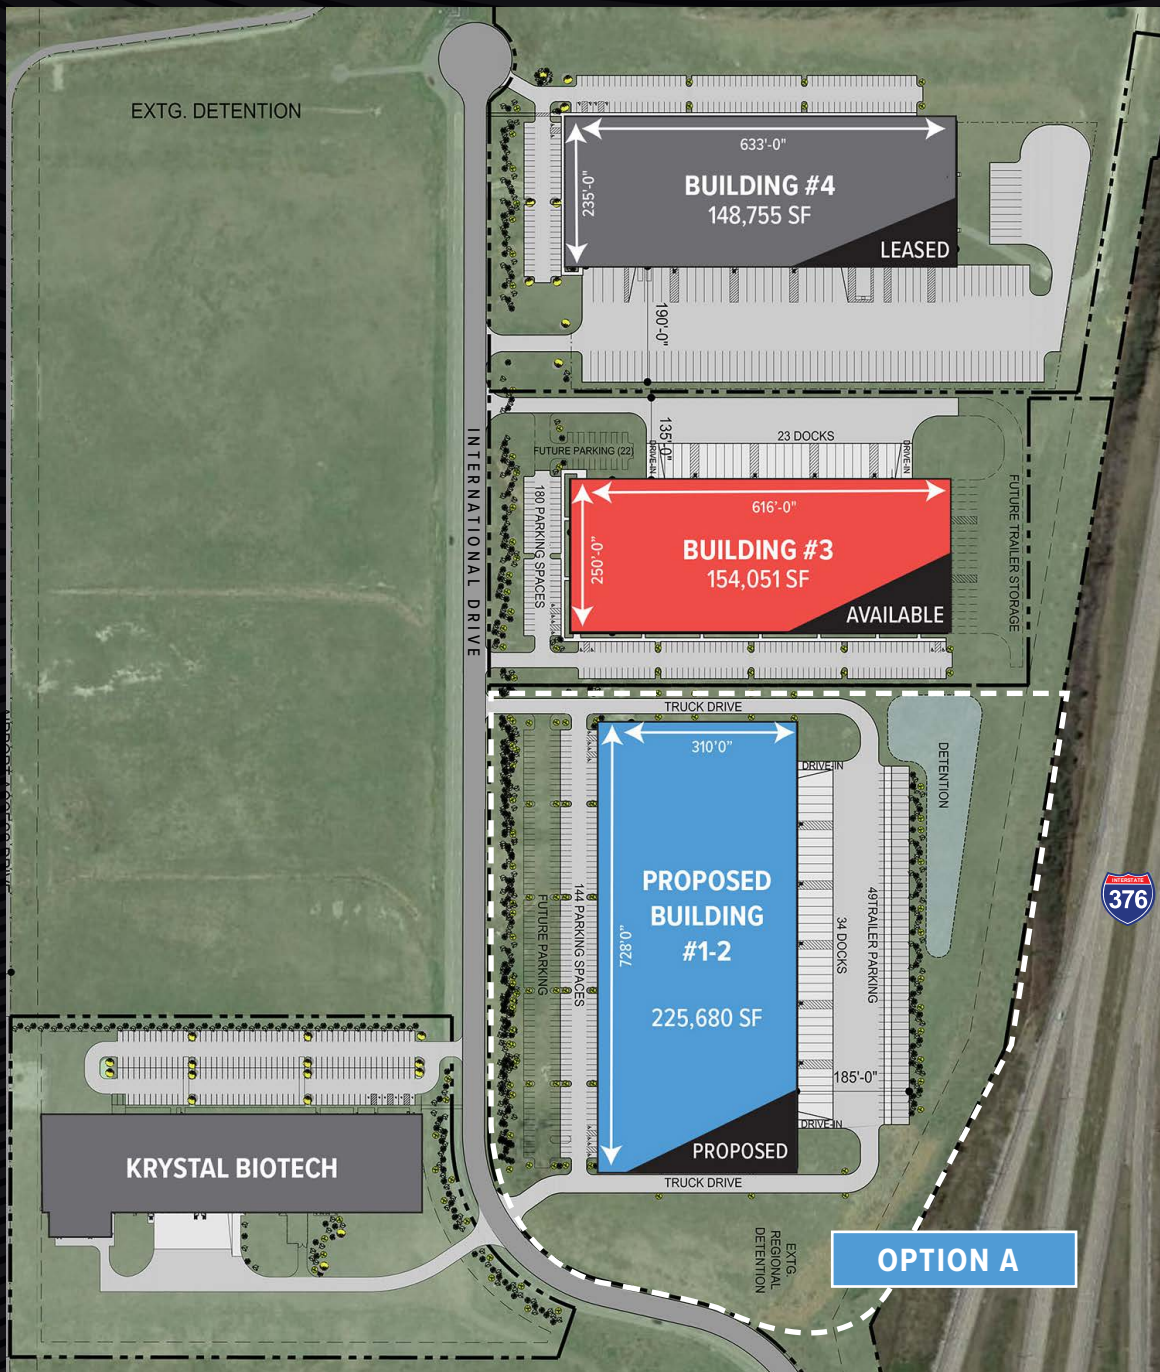 EXTG. DETENTION
633'-0"
235'-0"
BUILDING #4
148,755 SF
LEASED
190'-0"
135'-0"
23 DOCKS
FUTURE PARKING (22)
DRIVE-IN
DRIVE-IN
INTERNATIONAL DRIVE
180 PARKING SPACES
616'-0"
250'-0"
BUILDING #3
154,051 SF
AVAILABLE
FUTURE TRAILER STORAGE
TRUCK DRIVE
310'0"
DRIVE-IN
DETENTION
728'0"
PROPOSED
BUILDING
#1-2
225,680 SF
FUTURE PARKING
144 PARKING SPACES
34 DOCKS
49TRAILER PARKING
INTERSTATE
376
185'-0"
DRIVE-IN
PROPOSED
TRUCK DRIVE
KRYSTAL BIOTECH
EXTG.
REGIONAL
DETENTION
OPTION A